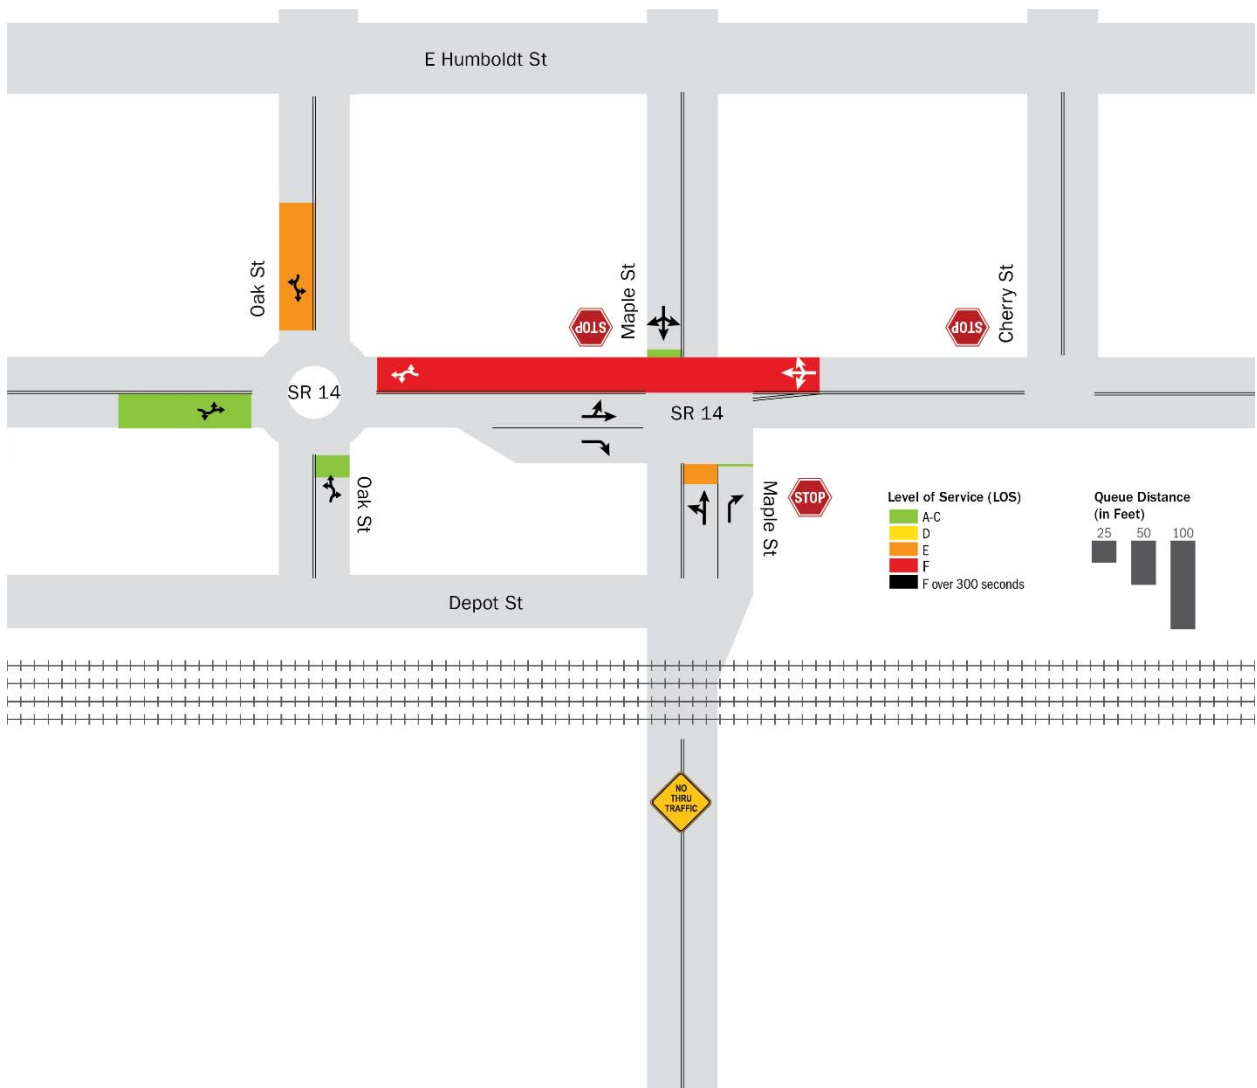 E Humboldt St
Oak St
Maple St
Cherry St
STOP
STOP
SR 14
SR 14
Oak St
Maple St
STOP
Level of Service (LOS)
A-C
D
E
F
F over 300 seconds
Queue Distance
(in Feet)
25 50 100
Depot St
NO
THRU
TRAFFIC